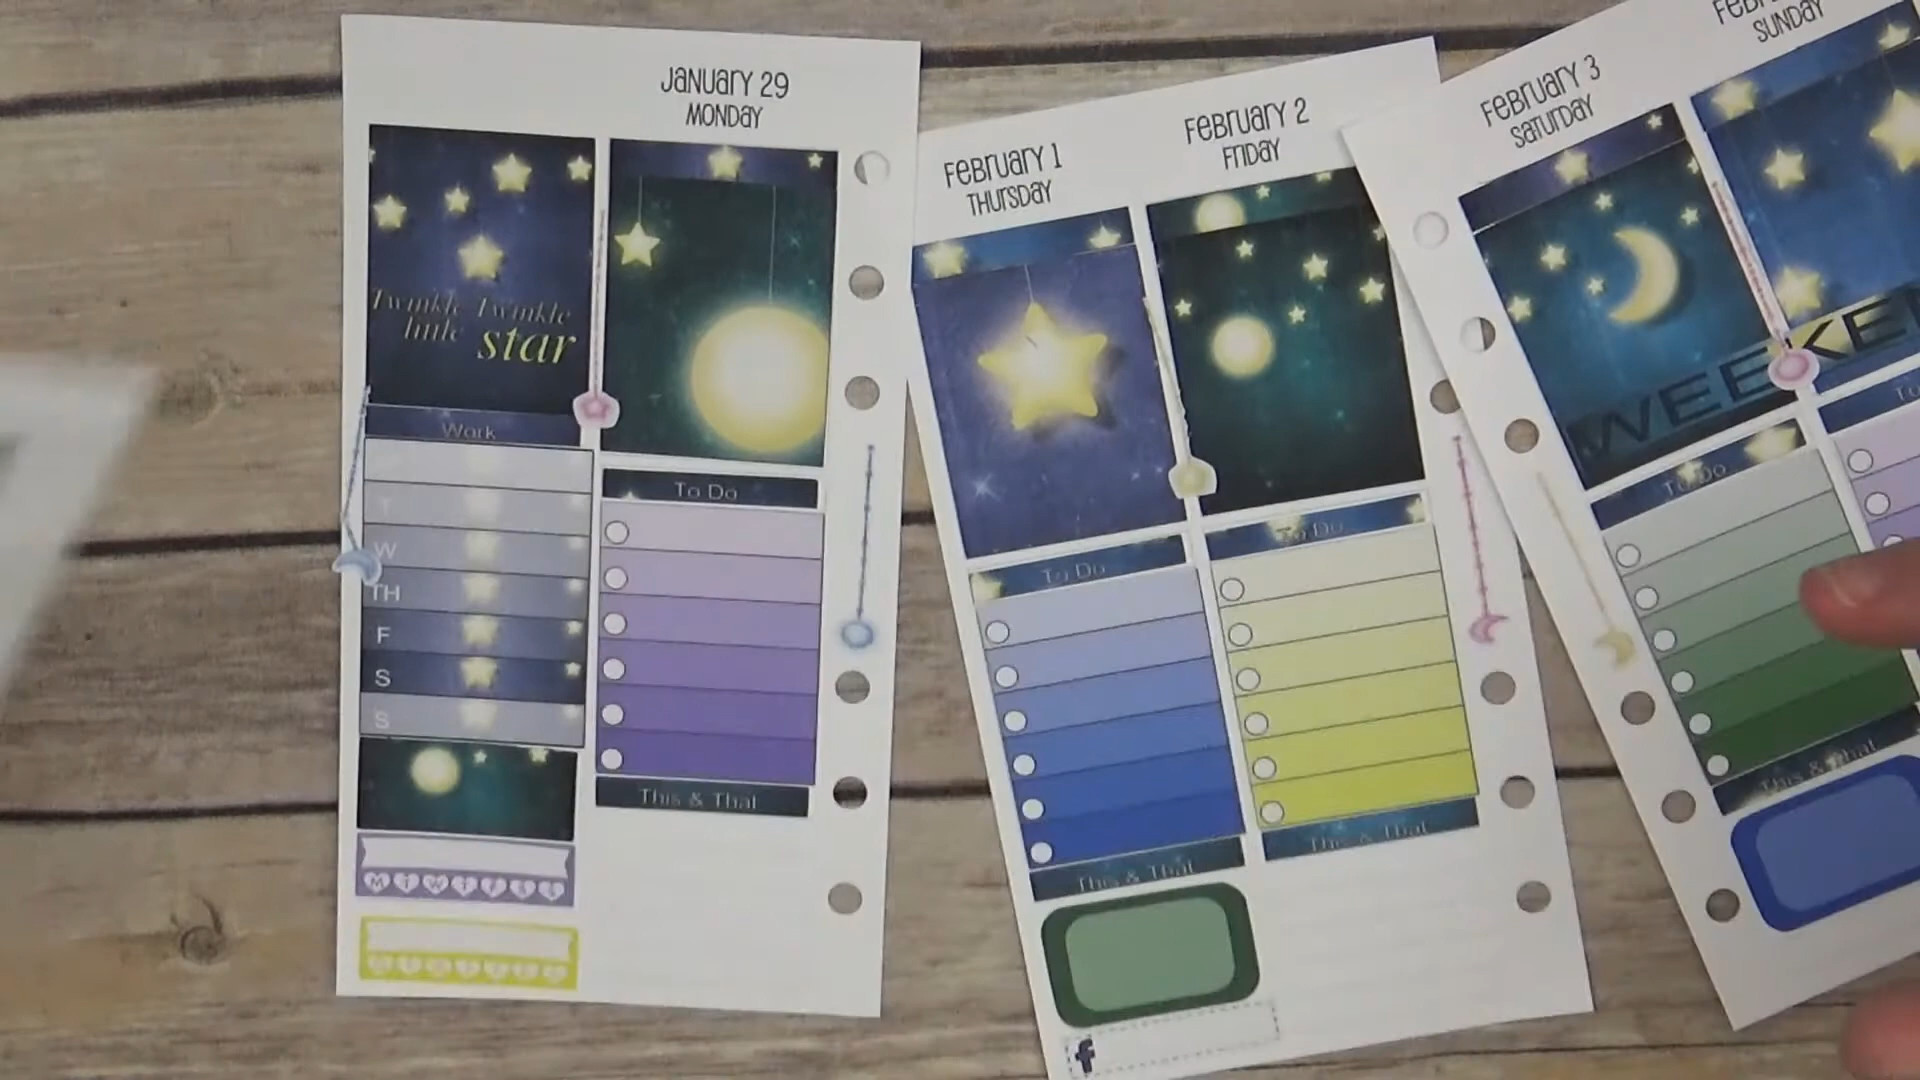 January 29
Monday
Twinkle Twinkle
little star
Work
T
W
TH
F
S
S
M T W T F S S
To Do
This & That
February 1
Thursday
To Do
This & That
f
February 2
Friday
To Do
This & That
February 3
Saturday
To Do
This & That
Sunday